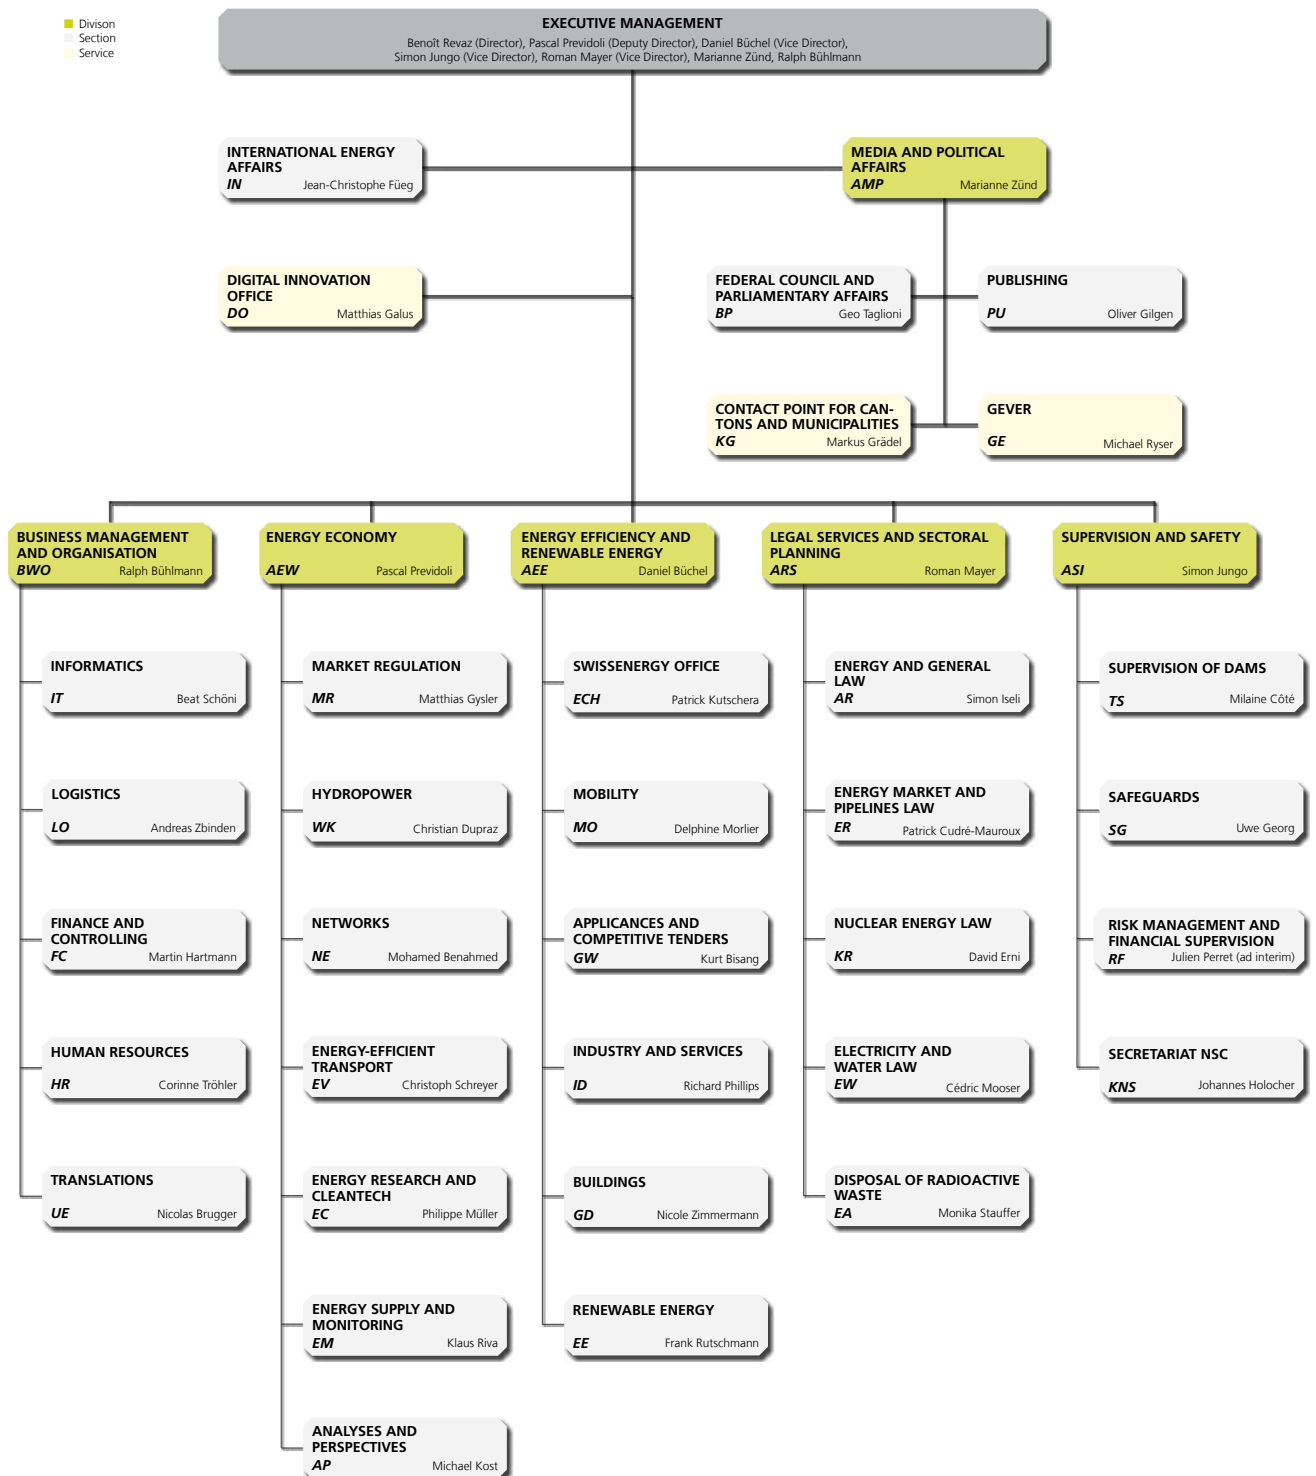 Divison
Section
Service
EXECUTIVE MANAGEMENT
Benoît Revaz (Director), Pascal Previdoli (Deputy Director), Daniel Büchel (Vice Director),
Simon Jungo (Vice Director), Roman Mayer (Vice Director), Marianne Zünd, Ralph Bühlmann
INTERNATIONAL ENERGY
AFFAIRS
IN Jean-Christophe Füeg
MEDIA AND POLITICAL
AFFAIRS
AMP Marianne Zünd
DIGITAL INNOVATION
OFFICE
DO Matthias Galus
FEDERAL COUNCIL AND
PARLIAMENTARY AFFAIRS
BP Geo Taglioni
PUBLISHING
PU Oliver Gilgen
CONTACT POINT FOR CAN-
TONS AND MUNICIPALITIES
KG Markus Grädel
GEVER
GE Michael Ryser
BUSINESS MANAGEMENT
AND ORGANISATION
BWO Ralph Bühlmann
ENERGY ECONOMY
AEW Pascal Previdoli
ENERGY EFFICIENCY AND
RENEWABLE ENERGY
AEE Daniel Büchel
LEGAL SERVICES AND SECTORAL
PLANNING
ARS Roman Mayer
SUPERVISION AND SAFETY
ASI Simon Jungo
INFORMATICS
IT Beat Schöni
MARKET REGULATION
MR Matthias Gysler
SWISSENERGY OFFICE
ECH Patrick Kutschera
ENERGY AND GENERAL
LAW
AR Simon Iseli
SUPERVISION OF DAMS
TS Milaine Côté
LOGISTICS
LO Andreas Zbinden
HYDROPOWER
WK Christian Dupraz
MOBILITY
MO Delphine Morlier
ENERGY MARKET AND
PIPELINES LAW
ER Patrick Cudré-Mauroux
SAFEGUARDS
SG Uwe Georg
FINANCE AND
CONTROLLING
FC Martin Hartmann
NETWORKS
NE Mohamed Benahmed
APPLICANCES AND
COMPETITIVE TENDERS
GW Kurt Bisang
NUCLEAR ENERGY LAW
KR David Erni
RISK MANAGEMENT AND
FINANCIAL SUPERVISION
RF Julien Perret (ad interim)
HUMAN RESOURCES
HR Corinne Tröhler
ENERGY-EFFICIENT
TRANSPORT
EV Christoph Schreyer
INDUSTRY AND SERVICES
ID Richard Phillips
ELECTRICITY AND
WATER LAW
EW Cédric Mooser
SECRETARIAT NSC
KNS Johannes Holocher
TRANSLATIONS
UE Nicolas Brugger
ENERGY RESEARCH AND
CLEANTECH
EC Philippe Müller
BUILDINGS
GD Nicole Zimmermann
DISPOSAL OF RADIOACTIVE
WASTE
EA Monika Stauffer
ENERGY SUPPLY AND
MONITORING
EM Klaus Riva
RENEWABLE ENERGY
EE Frank Rutschmann
ANALYSES AND
PERSPECTIVES
AP Michael Kost